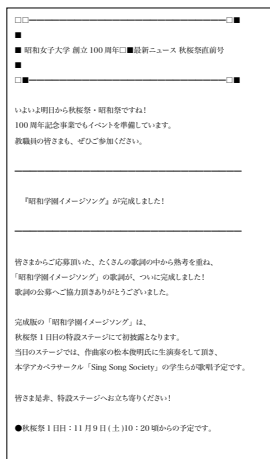 □□━━━━━━━━━━━━━━━━━━━━□■
■
■ 昭和女子大学 創立 100 周年□■最新ニュース 秋桜祭直前号
■
□■━━━━━━━━━━━━━━━━━━━━□■
いよいよ明日から秋桜祭・昭和祭ですね!
100 周年記念事業でもイベントを準備しています。
教職員の皆さまも、ぜひご参加ください。
『昭和学園イメージソング』が完成しました!
皆さまからご応募頂いた、たくさんの歌詞の中から熟考を重ね、
「昭和学園イメージソング」の歌詞が、ついに完成しました!
歌詞の公募へご協力頂きありがとうございました。
完成版の「昭和学園イメージソング」は、
秋桜祭 1 日目の特設ステージにて初披露となります。
当日のステージでは、作曲家の松本俊明氏に生演奏をして頂き、
本学アカペラサークル「Sing Song Society」の学生らが歌唱予定です。
皆さま是非、特設ステージへお立ち寄りください!
●秋桜祭 1 日目:11 月 9 日 ( 土 )10:20 頃からの予定です。